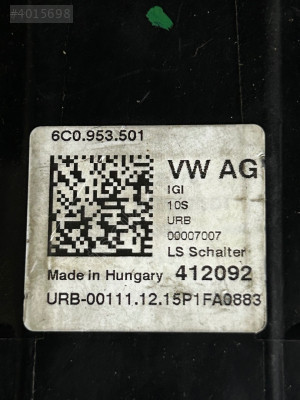 #4015698
6C0.953.501
VW AG
IGI
10S
URB
00007007
LS Schalter
Made in Hungary 412092
URB-00111.12.15P1FA0883